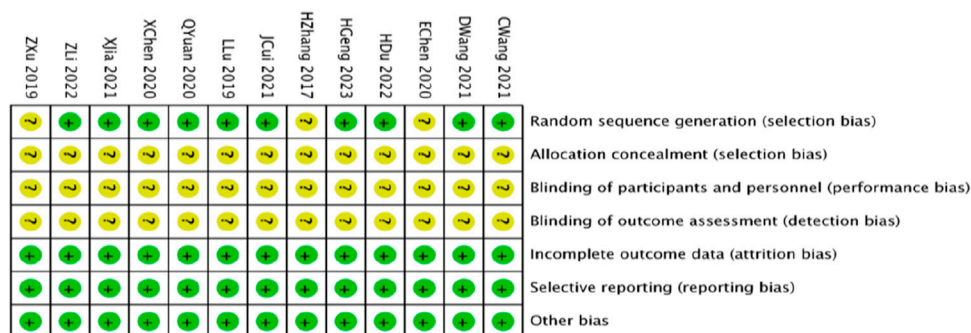 ZXu 2019
ZLi 2022
XJia 2021
XChen 2020
QYuan 2020
LLu 2019
JCui 2021
HZhang 2017
HGeng 2023
HDu 2022
EChen 2020
DWang 2021
CWang 2021
? + + + + + + ? + + ? + + Random sequence generation (selection bias)
? ? ? ? ? ? ? ? ? ? ? ? ? Allocation concealment (selection bias)
? ? ? ? ? ? ? ? ? ? ? ? ? Blinding of participants and personnel (performance bias)
? ? ? ? ? ? ? ? ? ? ? ? ? Blinding of outcome assessment (detection bias)
+ + + + + + + + + + + + + Incomplete outcome data (attrition bias)
+ + + + + + + + + + + + + Selective reporting (reporting bias)
+ + + + + + + + + + + + + Other bias